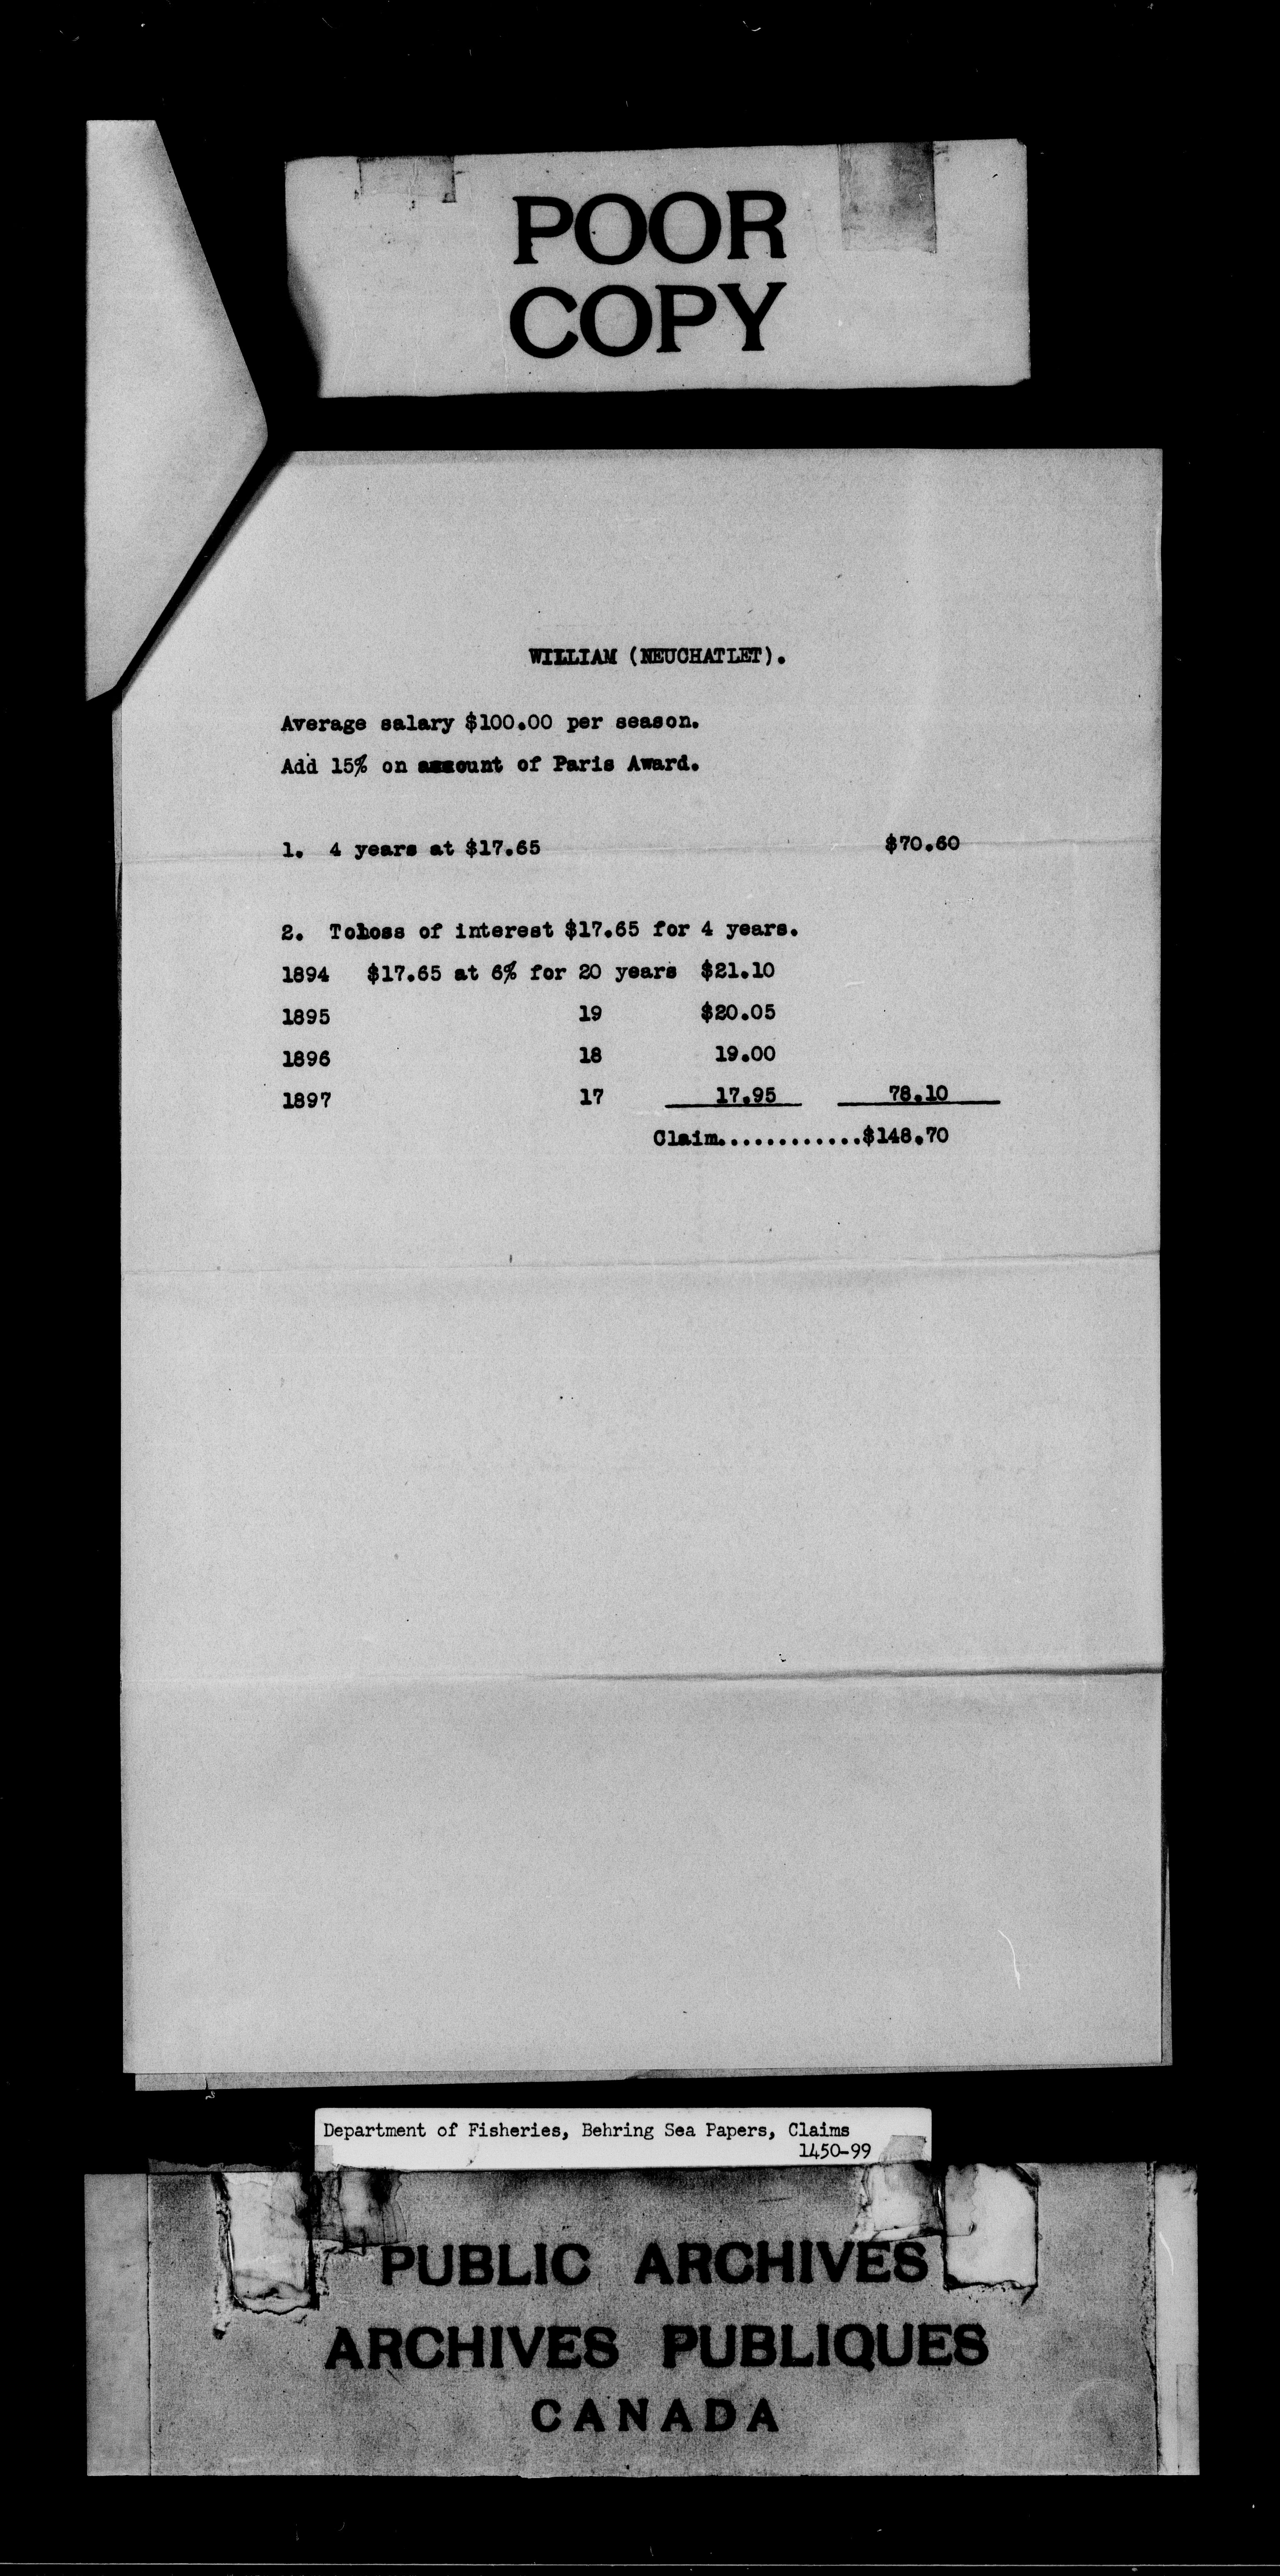 POOR
COPY
WILLIAM (NEUCHATLET).
Average salary $100.00 per season.
Add 15% on account of Paris Award.
1. 4 years at $17.65 $70.60
2. Toloss of interest $17.65 for 4 years.
1894 $17.65 at 6% for 20 years $21.10
1895 19 $20.05
1896 18 19.00
1897 17 17.95 78.10
Claim............$148.70
Department of Fisheries, Behring Sea Papers, Claims
1450-99
PUBLIC ARCHIVES
ARCHIVES PUBLIQUES
CANADA